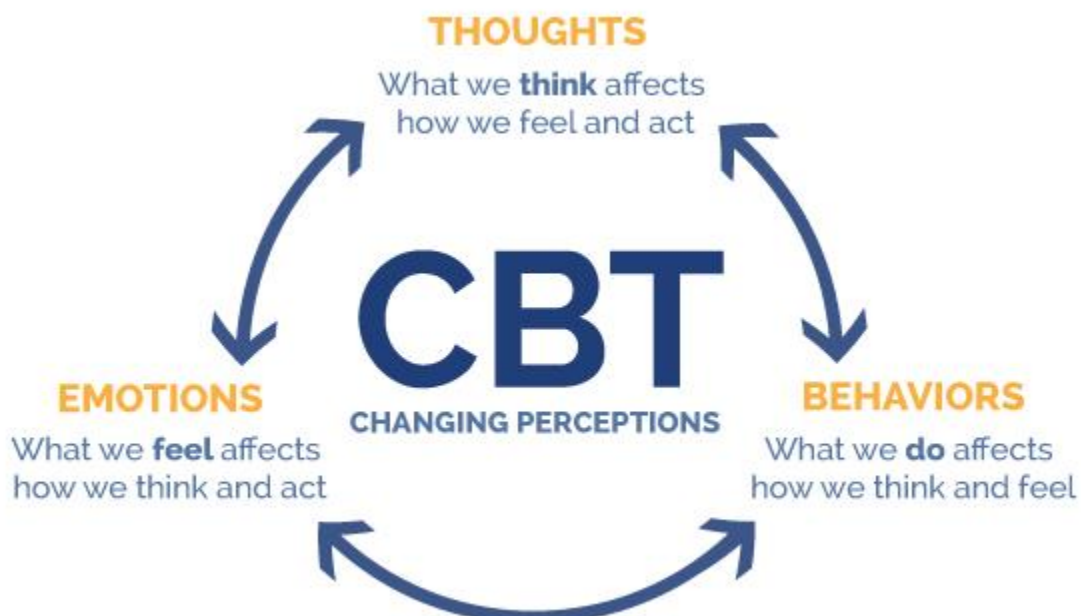 THOUGHTS
What we think affects
how we feel and act
CBT
CHANGING PERCEPTIONS
EMOTIONS
What we feel affects
how we think and act
BEHAVIORS
What we do affects
how we think and feel